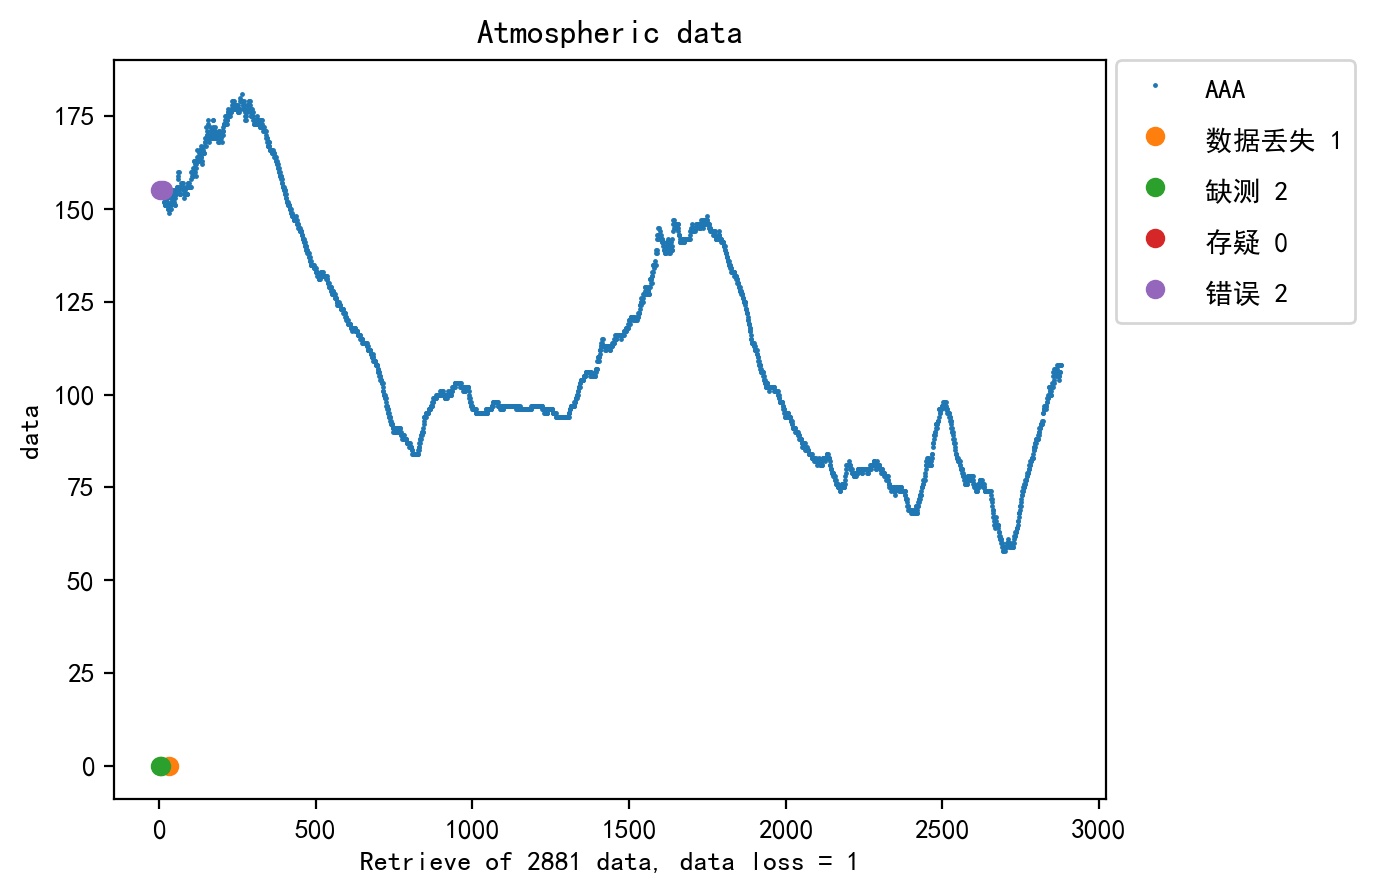 Atmospheric data
AAA
数据丢失 1
缺测 2
存疑 0
错误 2
175
150
125
100
75
50
25
0
data
0 500 1000 1500 2000 2500 3000
Retrieve of 2881 data, data loss = 1